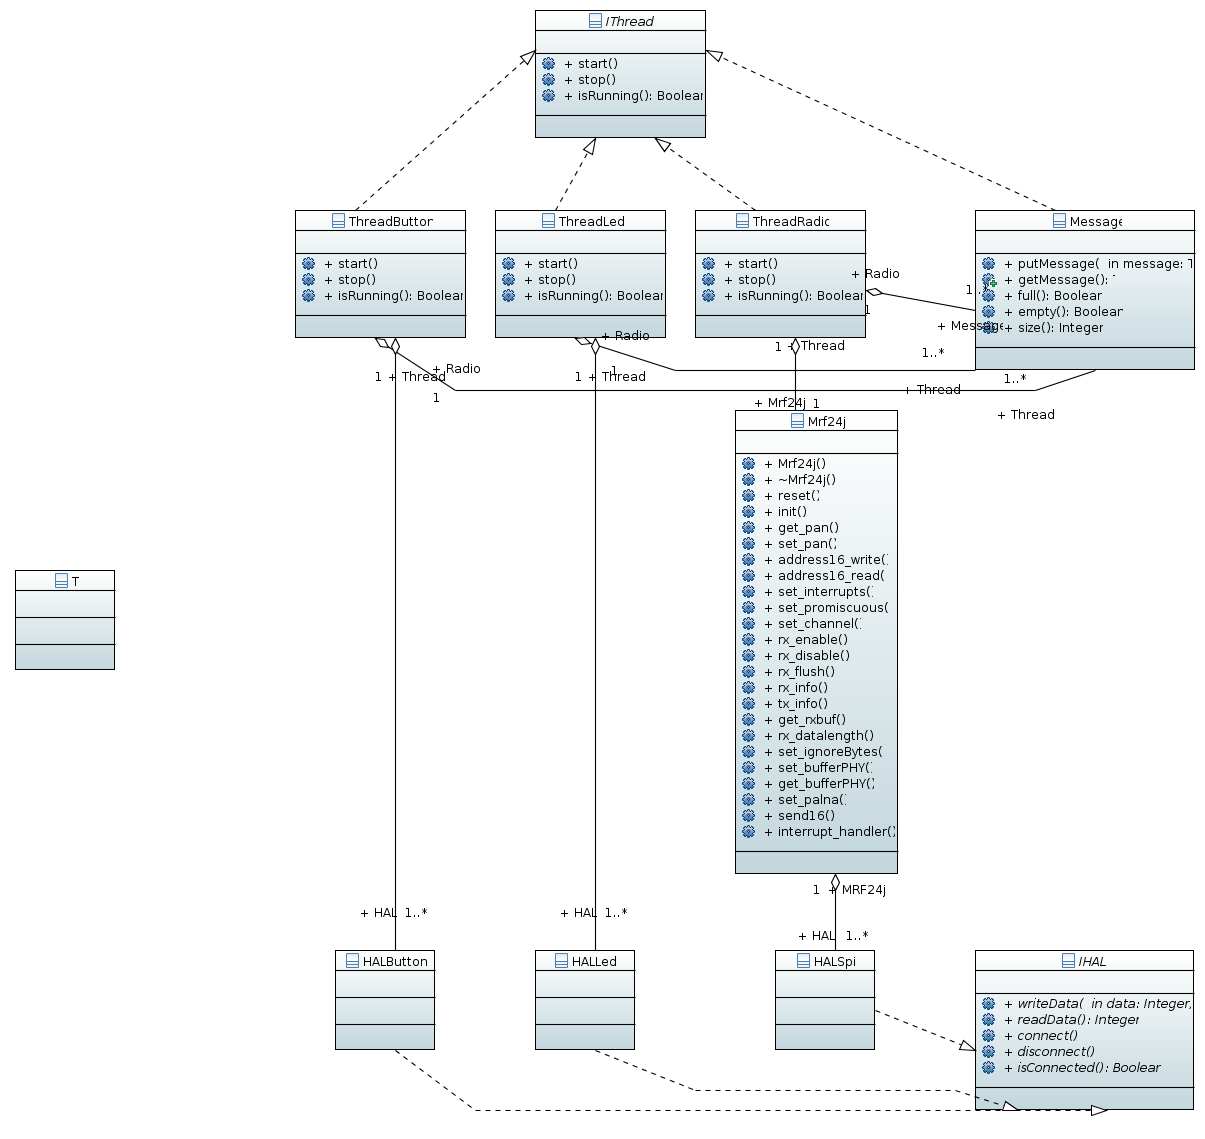 IThread
+ start()
+ stop()
+ isRunning(): Boolear
ThreadButton
+ start()
+ stop()
+ isRunning(): Boolear
ThreadLed
+ start()
+ stop()
+ isRunning(): Boolear
ThreadRadic
+ start()
+ stop()
+ isRunning(): Boolear
Message
+ putMessage( in message: T
+ getMessage():
+ full(): Boolear
+ empty(): Boolean
+ size(): Integer
+ Radio
1
1..*
+ Message
+ Radio
1
1..*
+ Thread
+ Radio
1
1..*
+ Thread
1 + Thread
1 + Thread
1 + Thread
+ Mrf24j 1
Mrf24j
+ Mrf24j()
+ ~Mrf24j()
+ reset()
+ init()
+ get_pan()
+ set_pan()
+ address16_write()
+ address16_read(
+ set_interrupts()
+ set_promiscuous(
+ set_channel()
+ rx_enable()
+ rx_disable()
+ rx_flush()
+ rx_info()
+ tx_info()
+ get_rxbuf()
+ rx_datalength()
+ set_ignoreBytes(
+ set_bufferPHY()
+ get_bufferPHY()
+ set_palna()
+ send16()
+ interrupt_handler()
T
1 + MRF24j
+ HAL 1..*
+ HAL 1..*
+ HAL 1..*
HALButton
HALLed
HALSpi
IHAL
+ writeData( in data: Integer,
+ readData(): Integer
+ connect()
+ disconnect()
+ isConnected(): Boolear